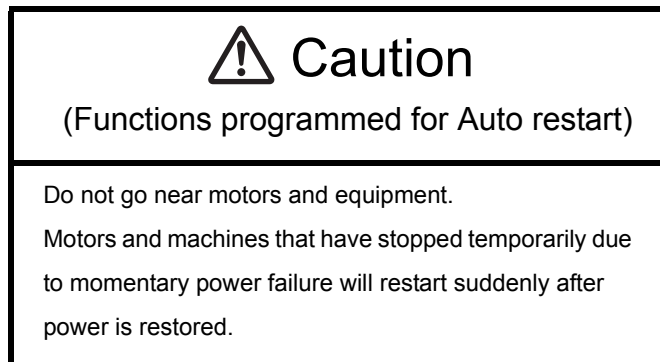 Caution
(Functions programmed for Auto restart)
Do not go near motors and equipment.
Motors and machines that have stopped temporarily due
to momentary power failure will restart suddenly after
power is restored.